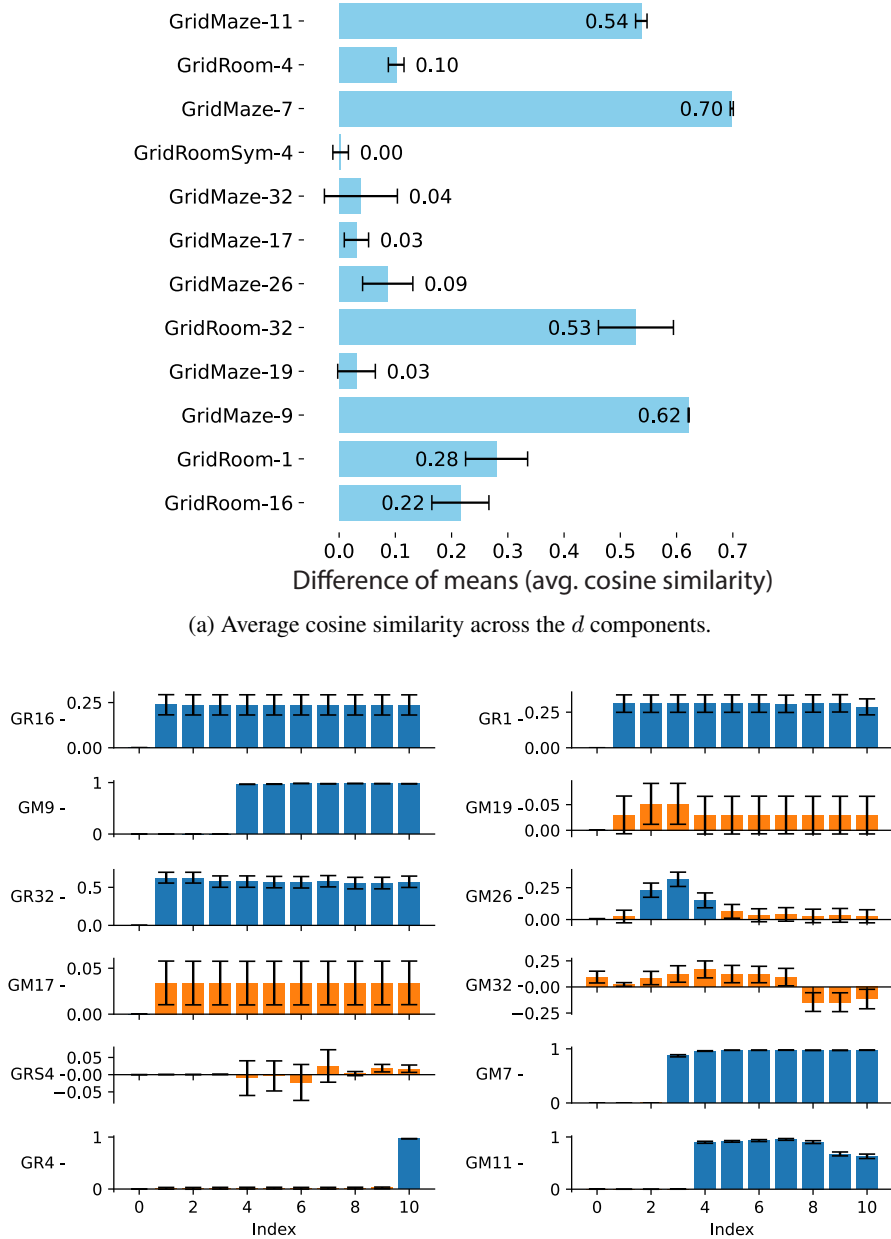 GridMaze-11 - 0.54
GridRoom-4 - 0.10
GridMaze-7 - 0.70
GridRoomSym-4 - 0.00
GridMaze-32 - 0.04
GridMaze-17 - 0.03
GridMaze-26 - 0.09
GridRoom-32 - 0.53
GridMaze-19 - 0.03
GridMaze-9 - 0.62
GridRoom-1 - 0.28
GridRoom-16 - 0.22
0.0 0.1 0.2 0.3 0.4 0.5 0.6 0.7
Difference of means (avg. cosine similarity)
(a) Average cosine similarity across the d components.
GR16 - 0.25 0.00
GR1 - 0.25 0.00
GM9 - 1 0
GM19 - 0.05 0.00
GR32 - 0.5 0.0
GM26 - 0.25 0.00
GM17 - 0.05 0.00
GM32 - 0.25 0.00 −0.25
GRS4 - 0.05 0.00 −0.05
GM7 - 1 0
GR4 - 1 0
GM11 - 1 0
0 2 4 6 8 10
0 2 4 6 8 10
Index
Index